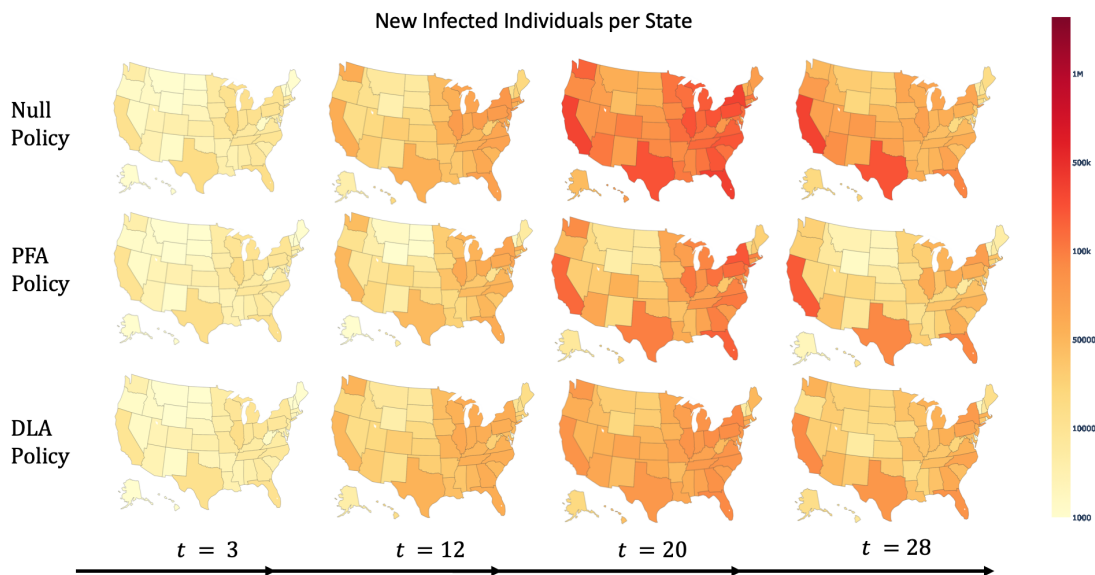 New Infected Individuals per State
Null
Policy
PFA
Policy
DLA
Policy
1M
500k
100k
50000
10000
1000
t = 3
t = 12
t = 20
t = 28